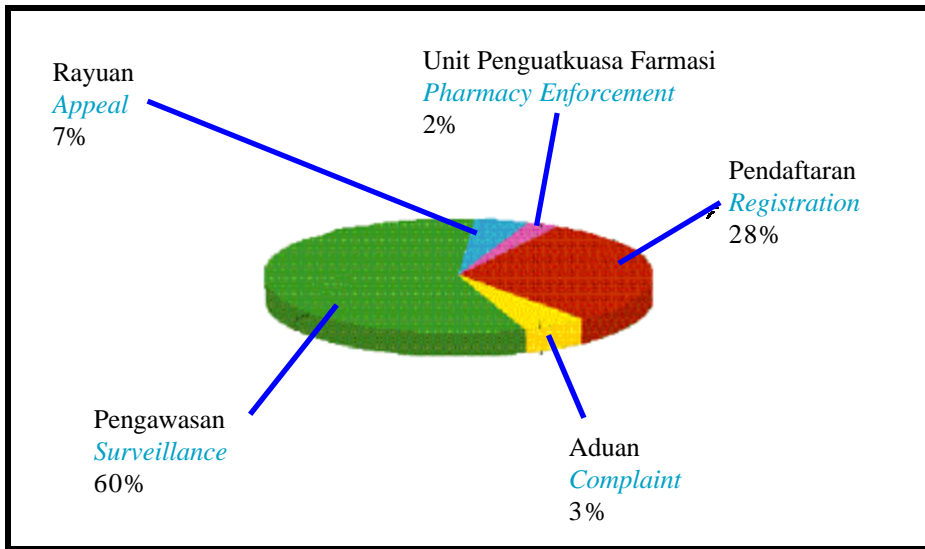 Rayuan
Appeal
7%
Unit Penguatkuasa Farmasi
Pharmacy Enforcement
2%
Pendaftaran
Registration
28%
Pengawasan
Surveillance
60%
Aduan
Complaint
3%